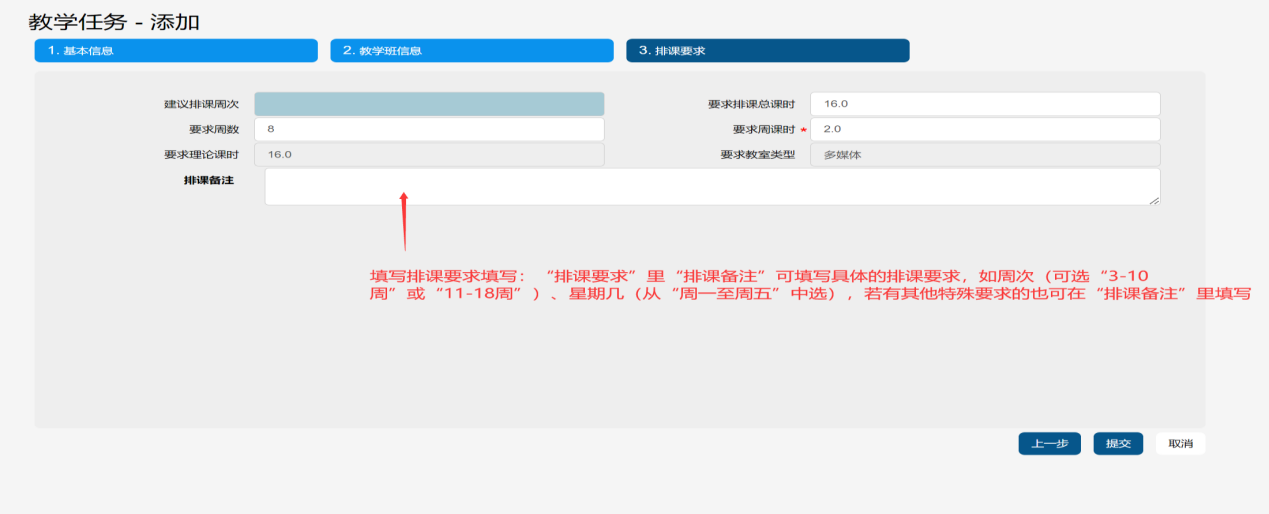 教学任务 - 添加
1. 基本信息 2. 教学班信息 3. 排课要求
建议排课周次 要求排课总课时 16.0
要求周数 8 要求周课时 * 2.0
要求理论课时 16.0 要求教室类型 多媒体
排课备注
填写排课要求填写：“排课要求”里“排课备注”可填写具体的排课要求，如周次（可选“3-10
周”或“11-18周”）、星期几（从“周一至周五”中选），若有其他特殊要求的也可在“排课备注”里填写
上一步 提交 取消